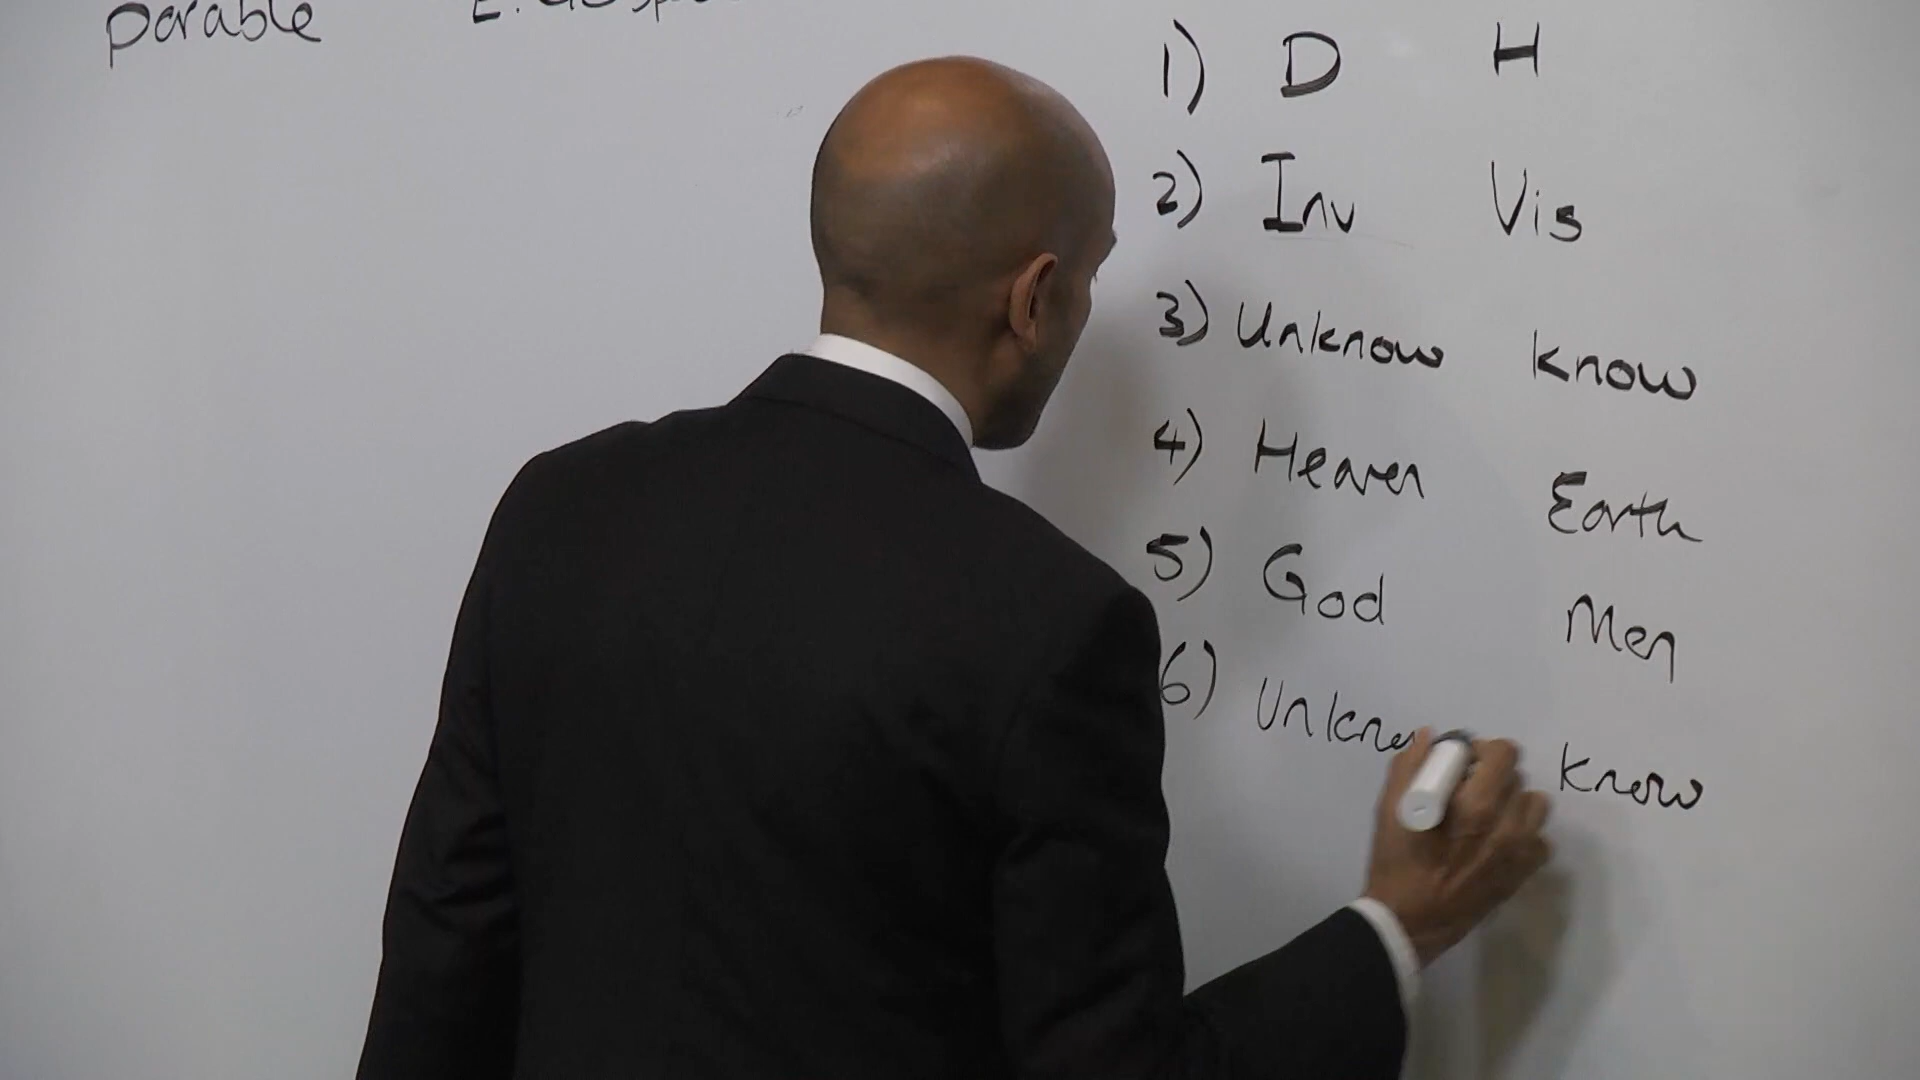 parable
1) D H
2) Inv Vis
3) Unknow know
4) Heaven Earth
5) God Men
6) know